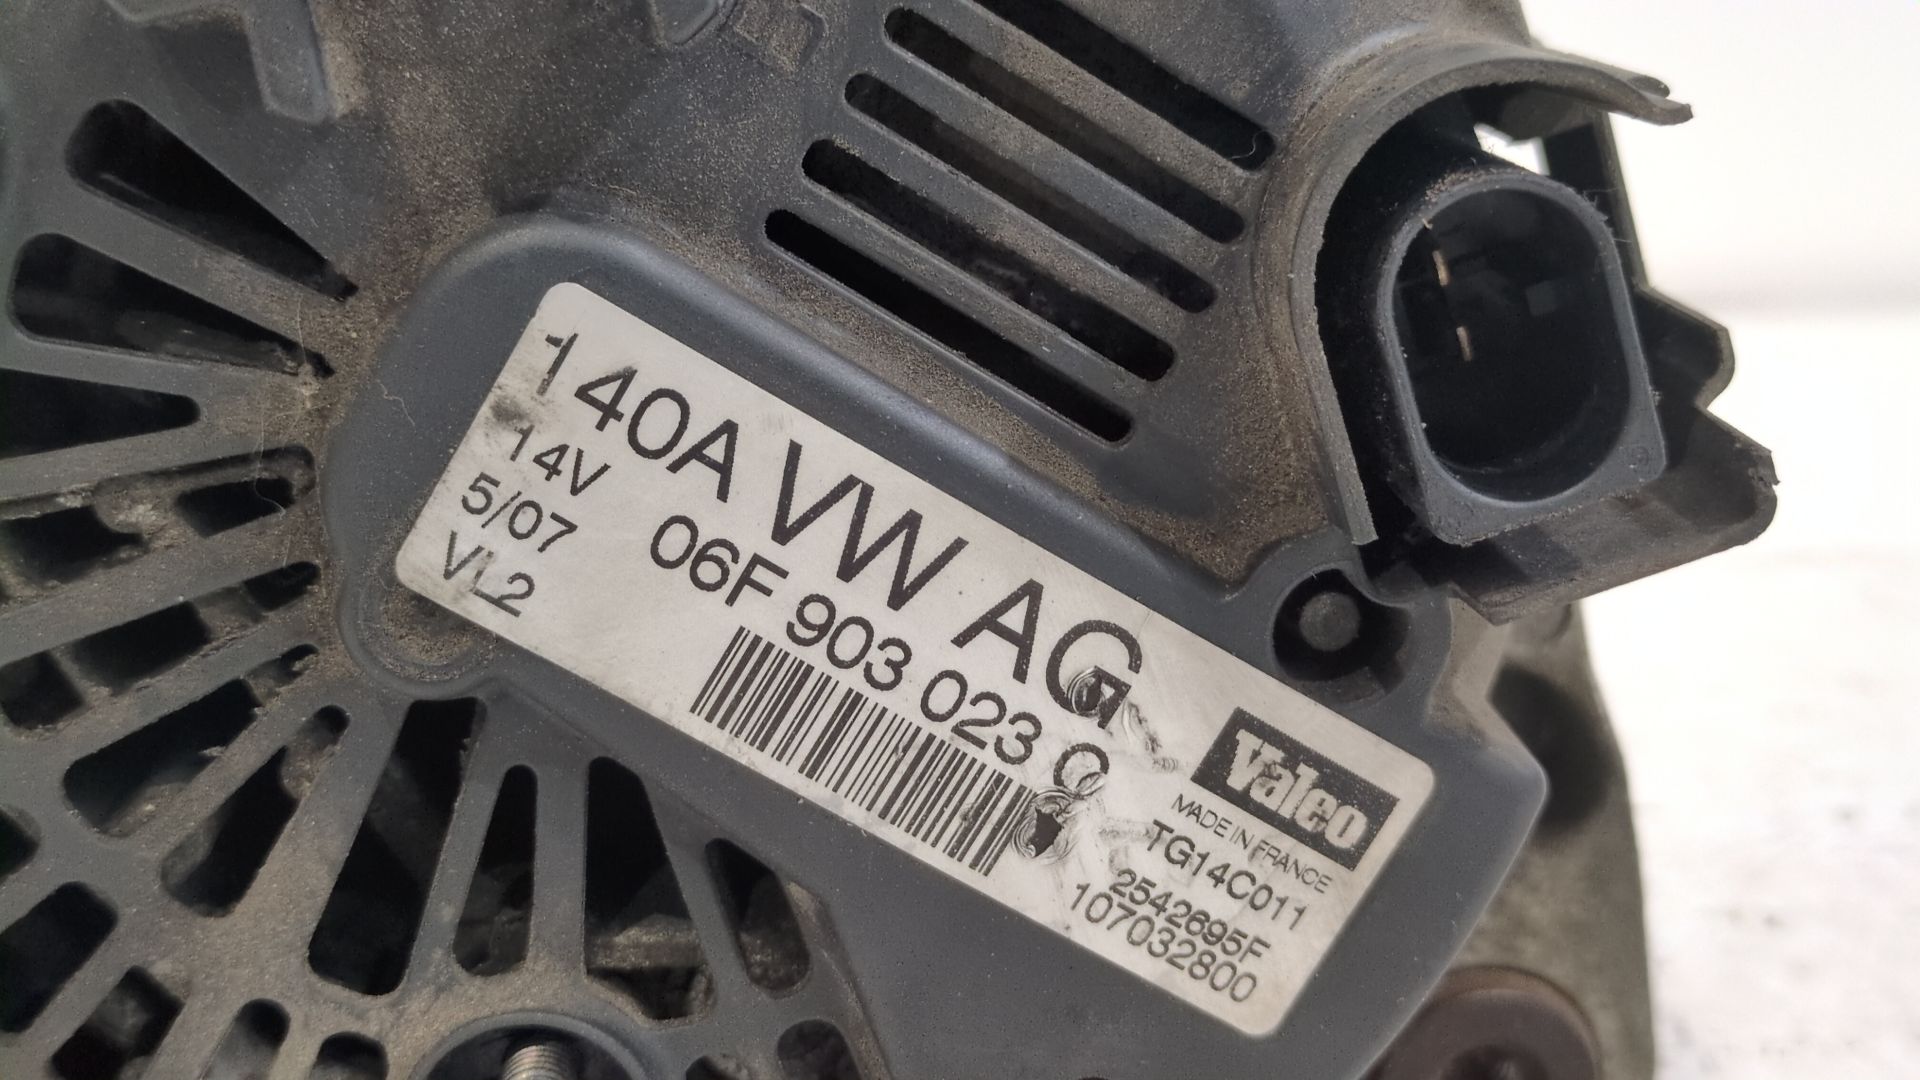 140A VW AG
14V 06F 903 023 C
5/07
VL2
Valeo
MADE IN FRANCE
TG14C011
2542695F
107032800